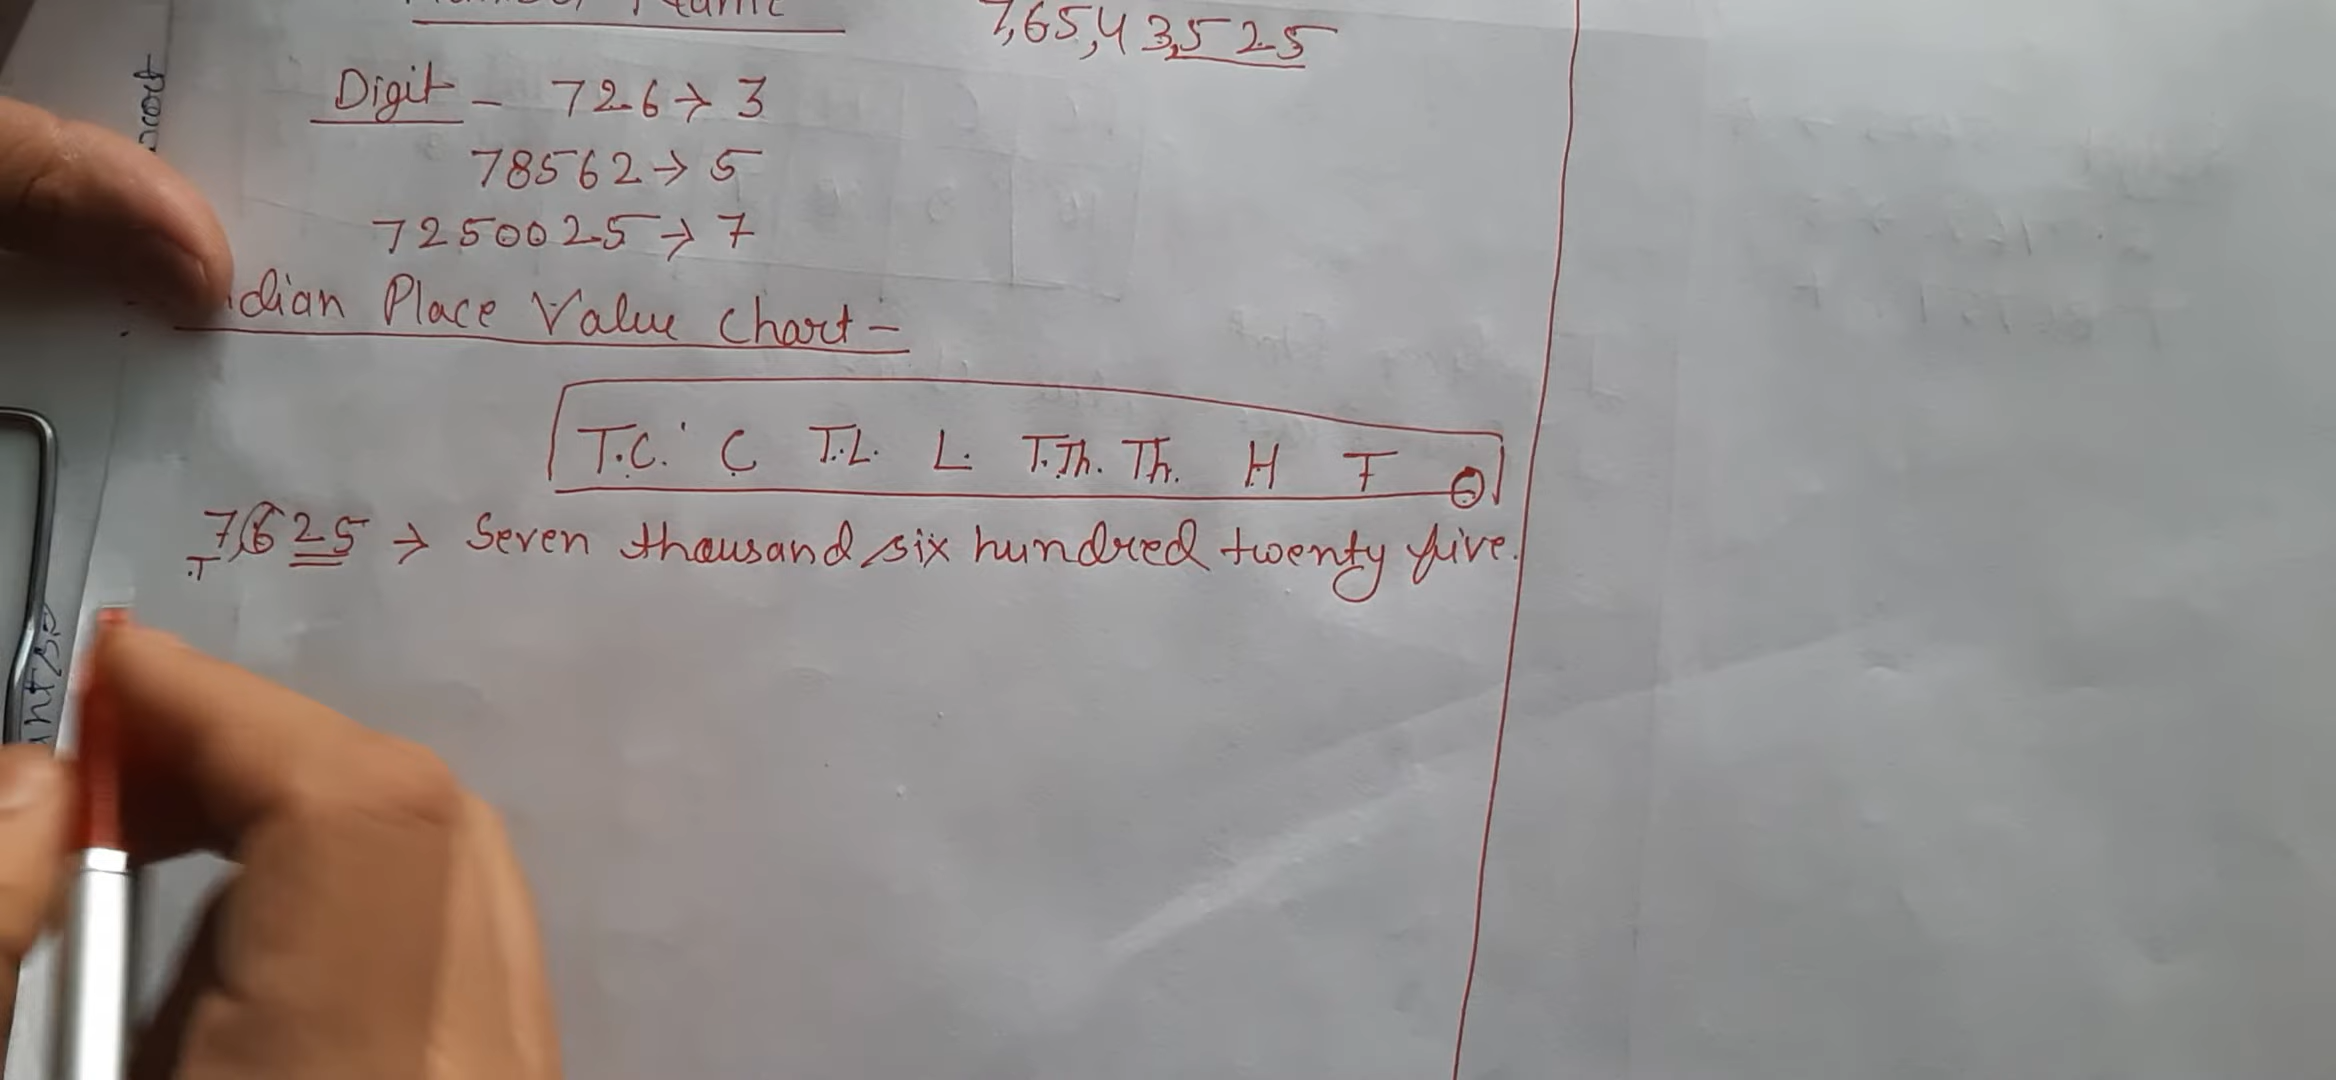 7,65,43,525
Digit - 726 → 3
78562 → 5
7250025 → 7
dian Place Value Chart -
T.C. C T.L. L. T.Th. Th. H T O
7,625 → Seven thousand six hundred twenty five.
T